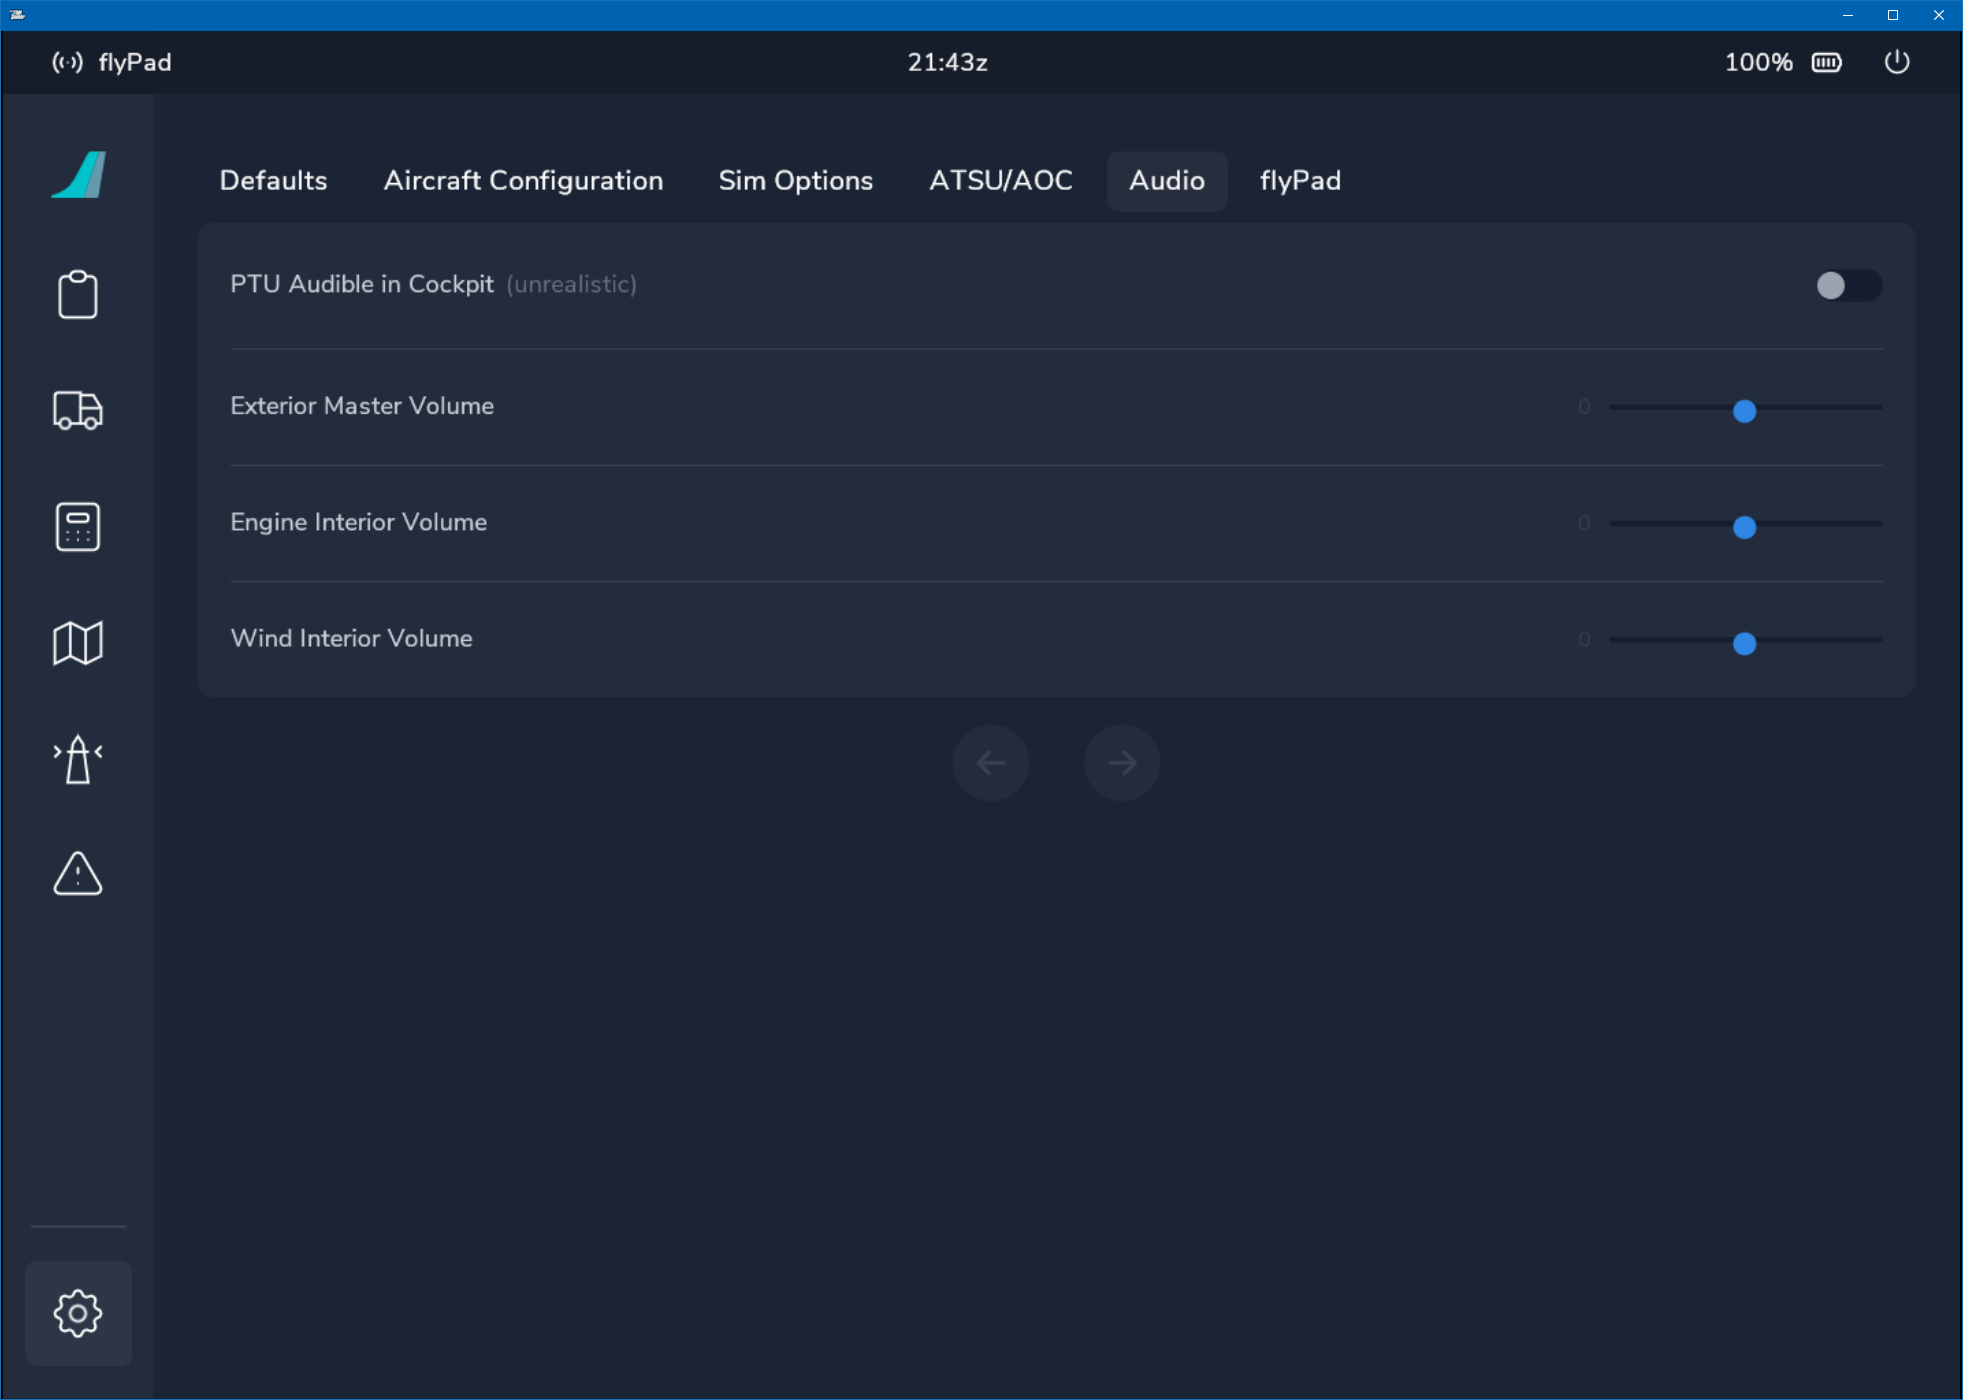 flyPad 21:43z 100%
Defaults Aircraft Configuration Sim Options ATSU/AOC Audio flyPad
PTU Audible in Cockpit (unrealistic)
Exterior Master Volume 0
Engine Interior Volume 0
Wind Interior Volume 0